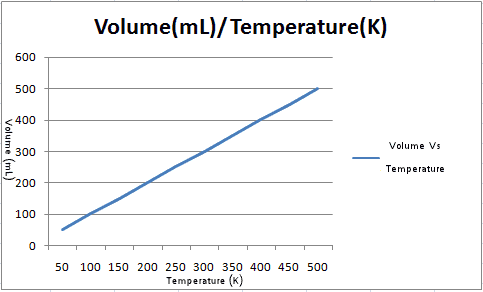 Volume(mL)/Temperature(K)
600
500
400
300
200
100
0
Volume (mL)
50 100 150 200 250 300 350 400 450 500
Temperature (K)
Volume Vs
Temperature